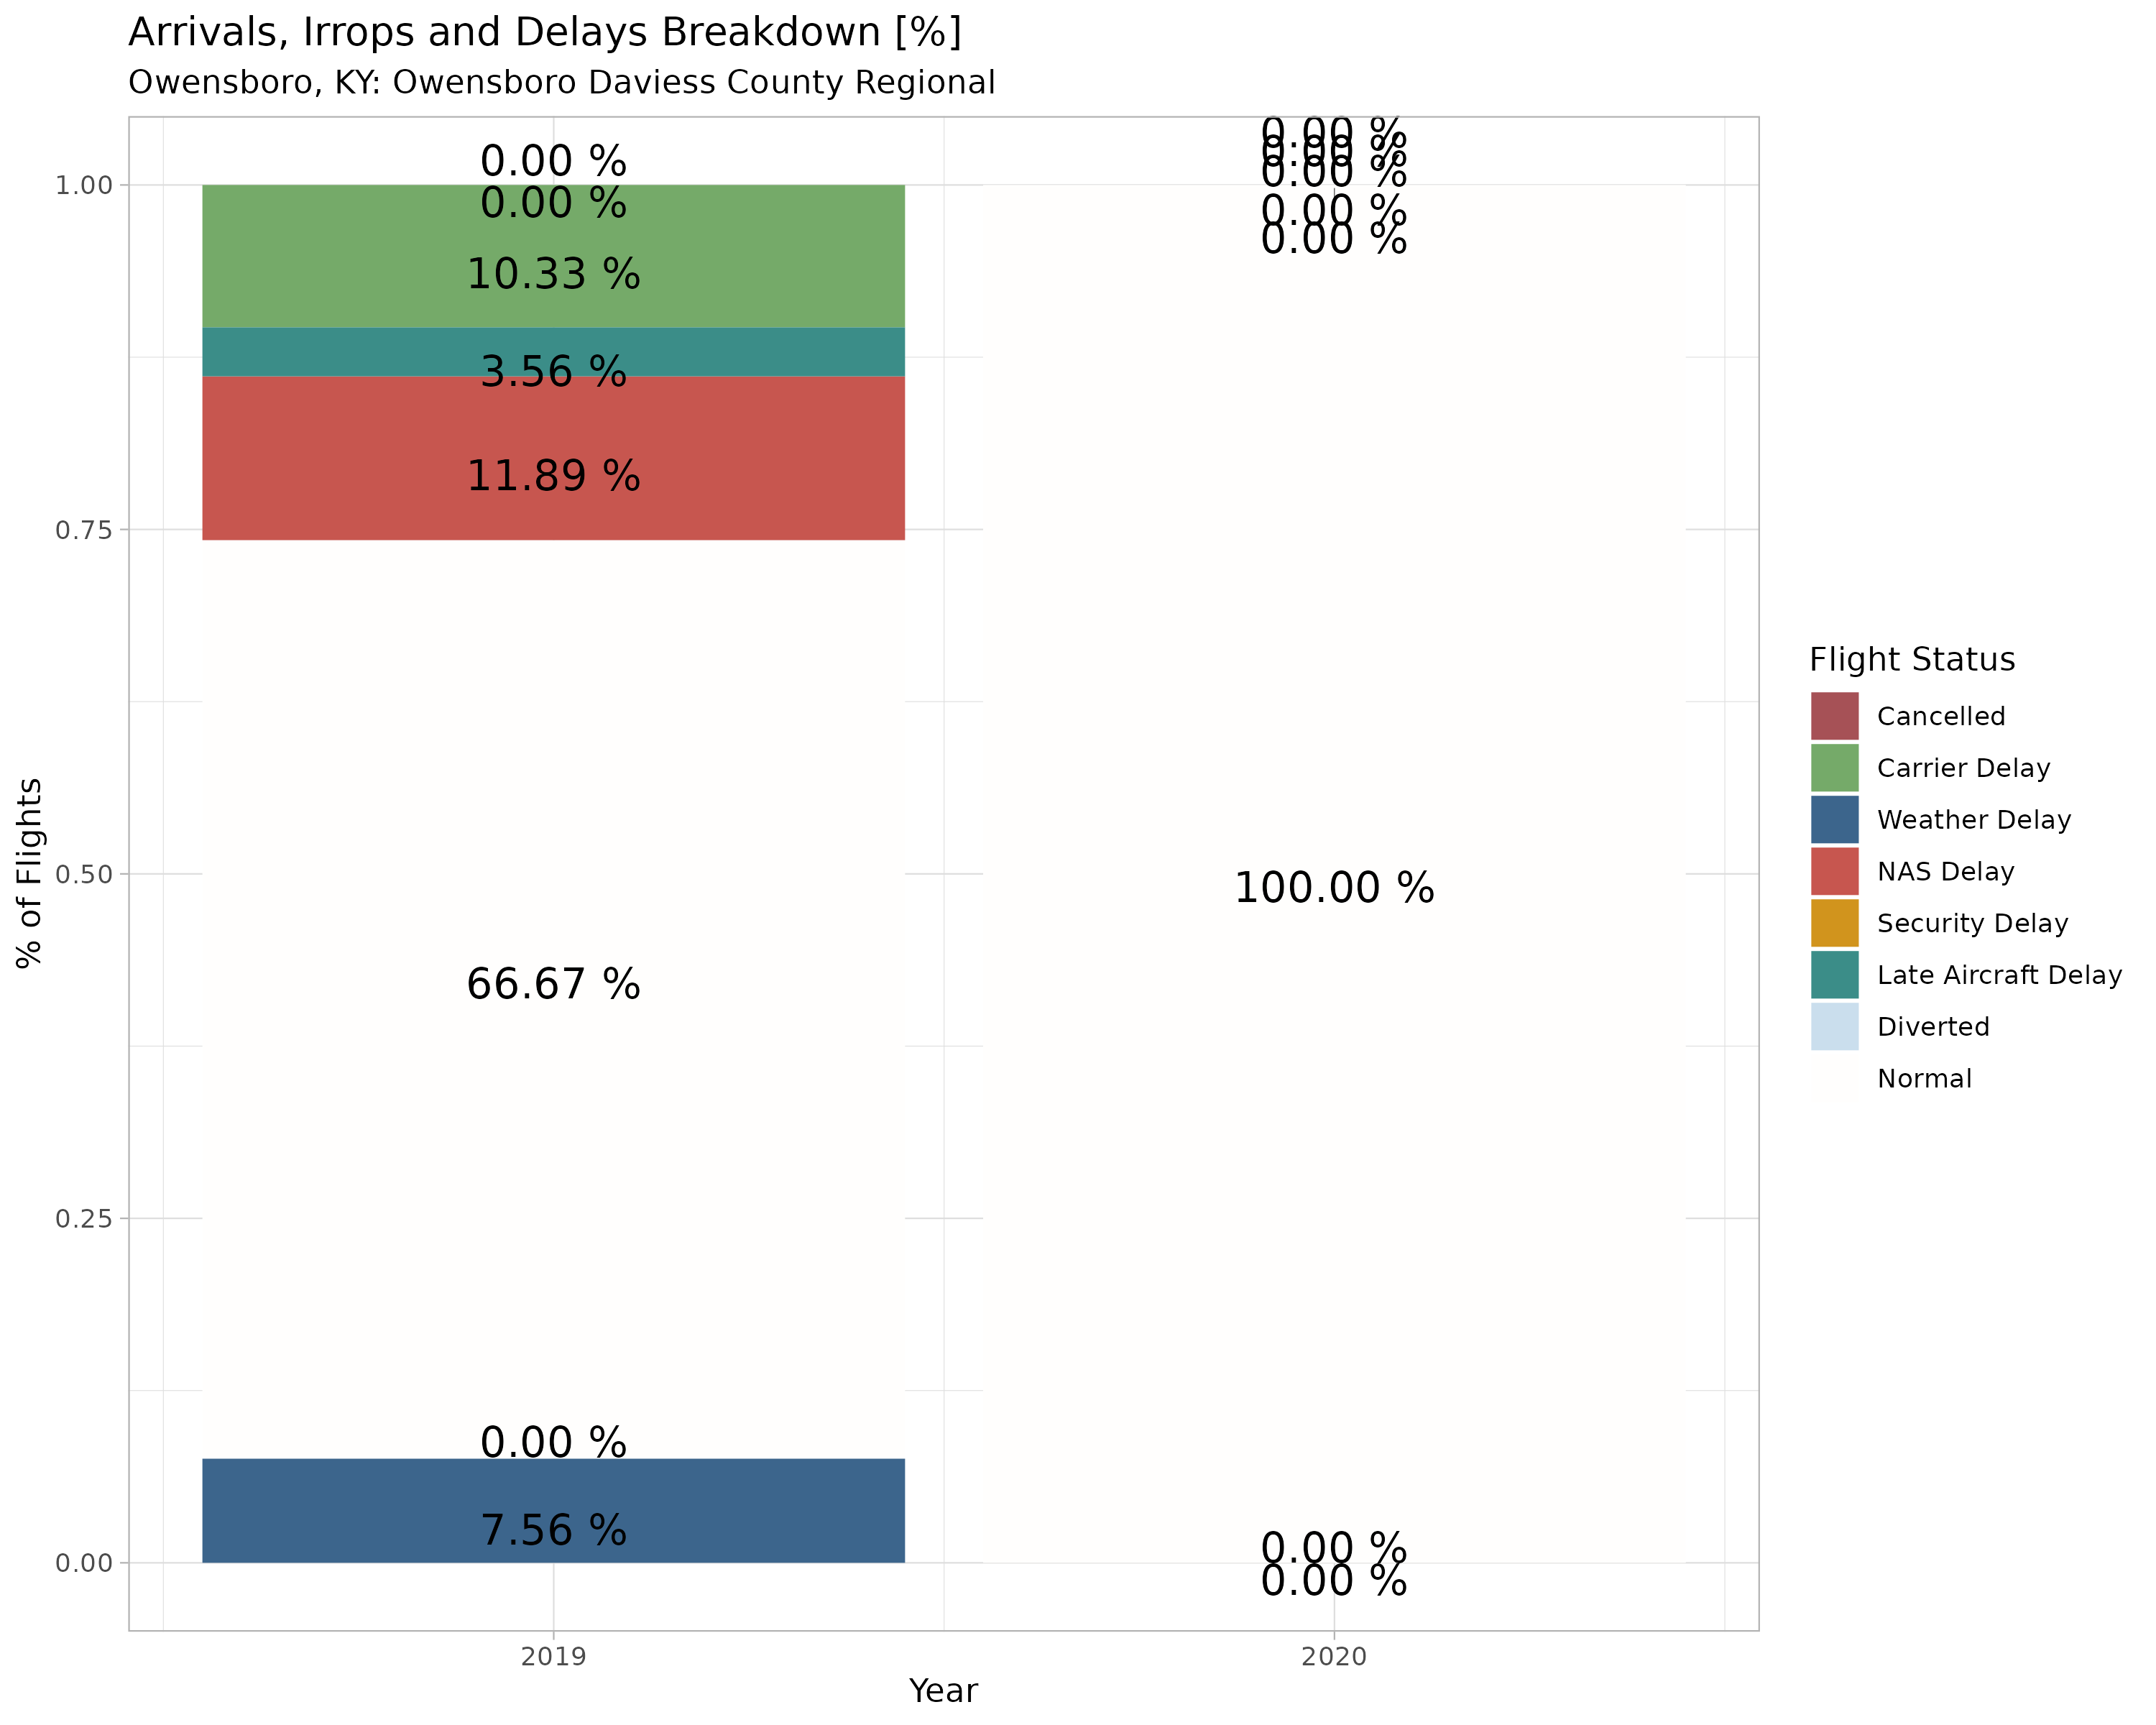 Arrivals, Irrops and Delays Breakdown [%]
Owensboro, KY: Owensboro Daviess County Regional
% of Flights
1.00
0.75
0.50
0.25
0.00
0.00 %
0.00 %
10.33 %
3.56 %
11.89 %
66.67 %
0.00 %
7.56 %
0.00 %
0.00 %
0.00 %
0.00 %
0.00 %
100.00 %
0.00 %
0.00 %
2019
2020
Year
Flight Status
Cancelled
Carrier Delay
Weather Delay
NAS Delay
Security Delay
Late Aircraft Delay
Diverted
Normal